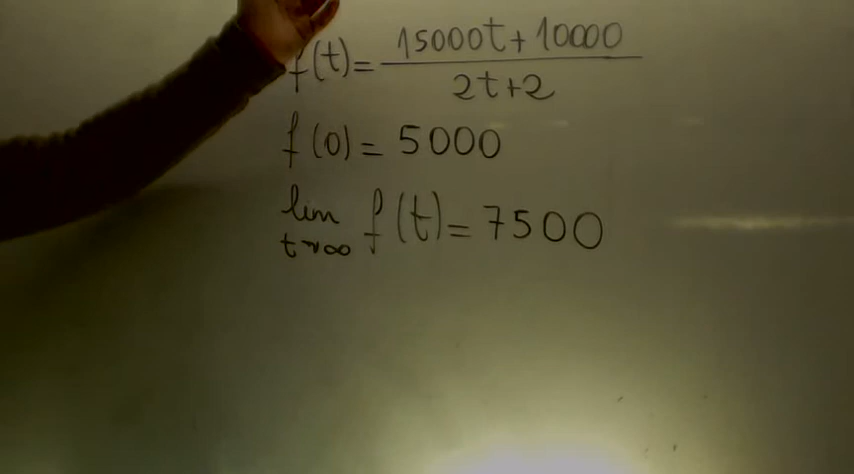 f(t) = 15000t + 10000 / 2t + 2
f(0) = 5000
lim t→∞ f(t) = 7500